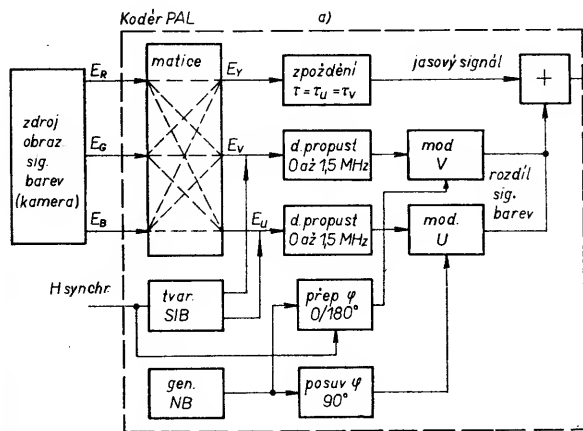 Kodér PAL
a)
zdroj
obraz.
sig.
barev
(kamera)
E_R
E_G
E_B
matice
E_Y
E_V
E_U
zpoždění
τ = τ_u = τ_v
jasový signál
+
d. propust
0 až 1,5 MHz
mod
V
d. propust
0 až 1,5 MHz
mod.
U
rozdíl
sig.
barev
H synchr.
tvar.
SIB
přep φ
0/180°
gen.
NB
posuv φ
90°